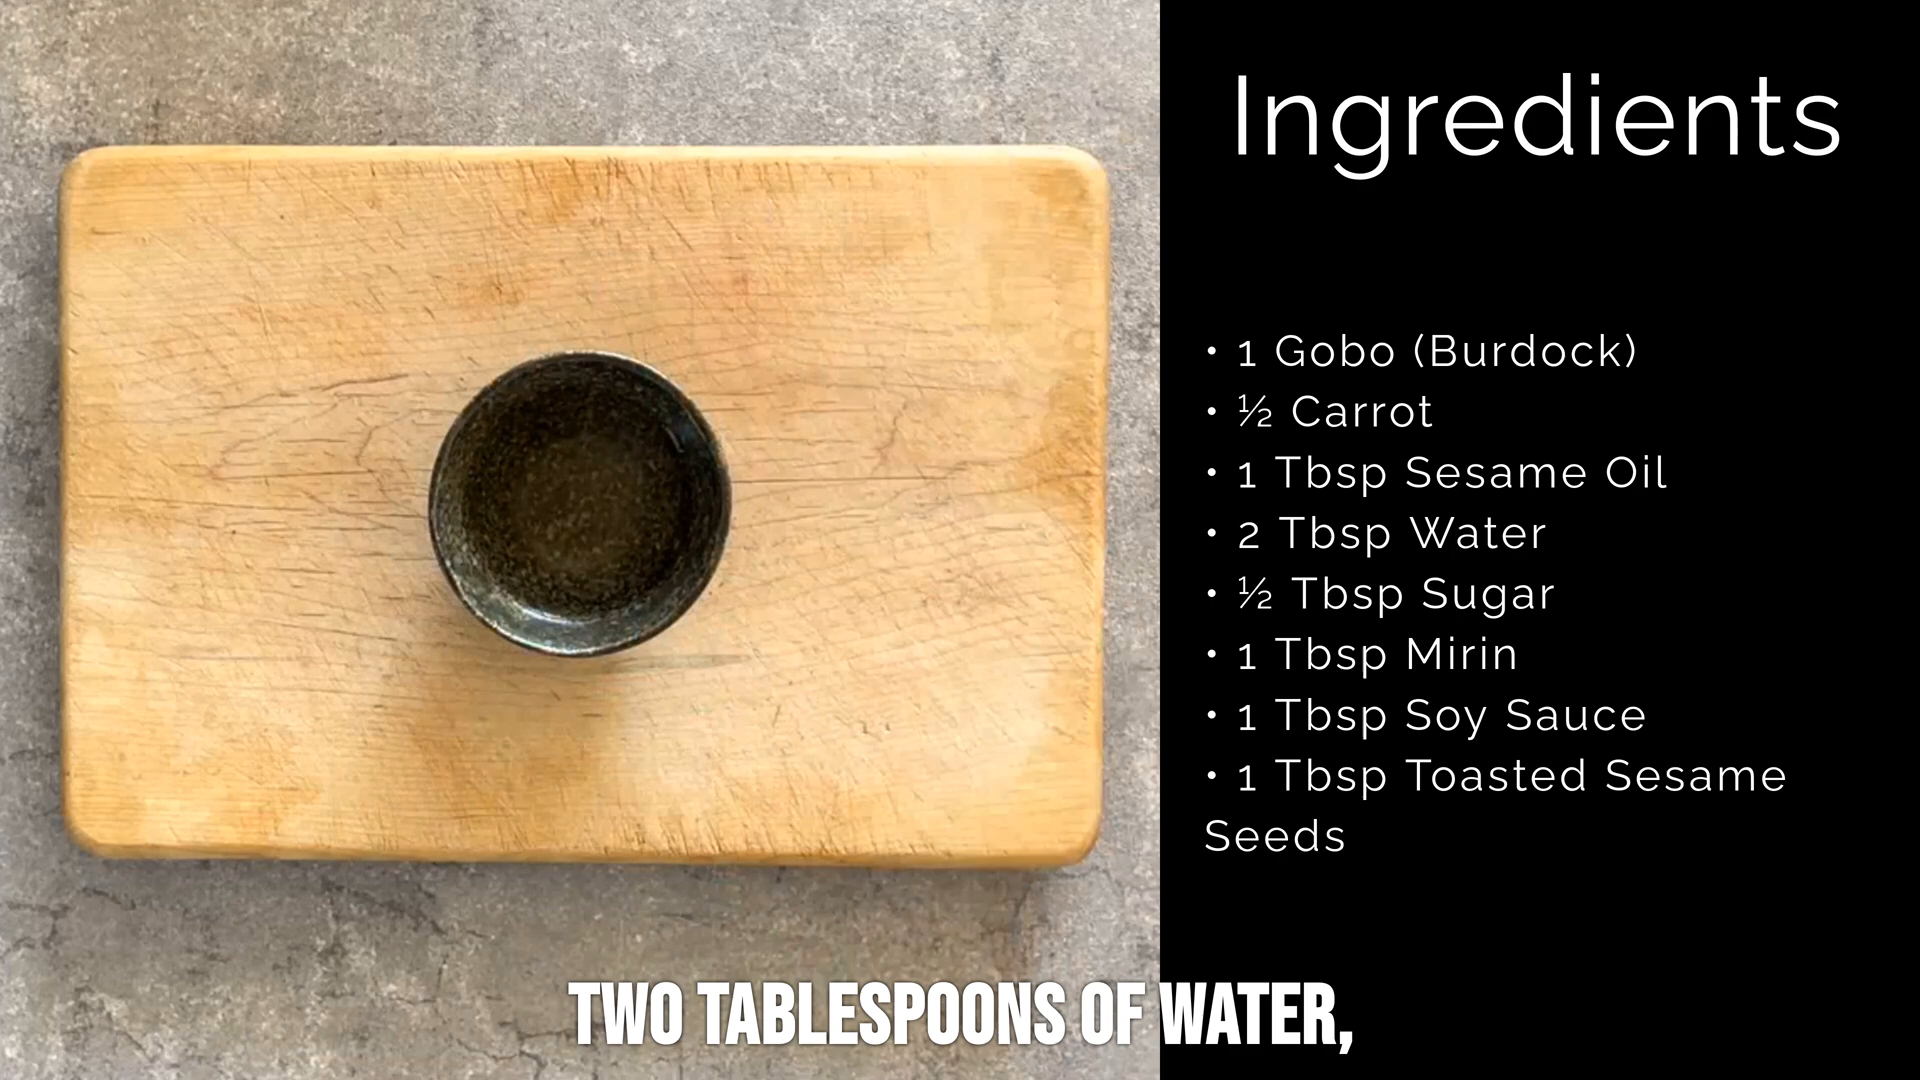 Ingredients
• 1 Gobo (Burdock)
• ½ Carrot
• 1 Tbsp Sesame Oil
• 2 Tbsp Water
• ½ Tbsp Sugar
• 1 Tbsp Mirin
• 1 Tbsp Soy Sauce
• 1 Tbsp Toasted Sesame
Seeds
TWO TABLESPOONS OF WATER,